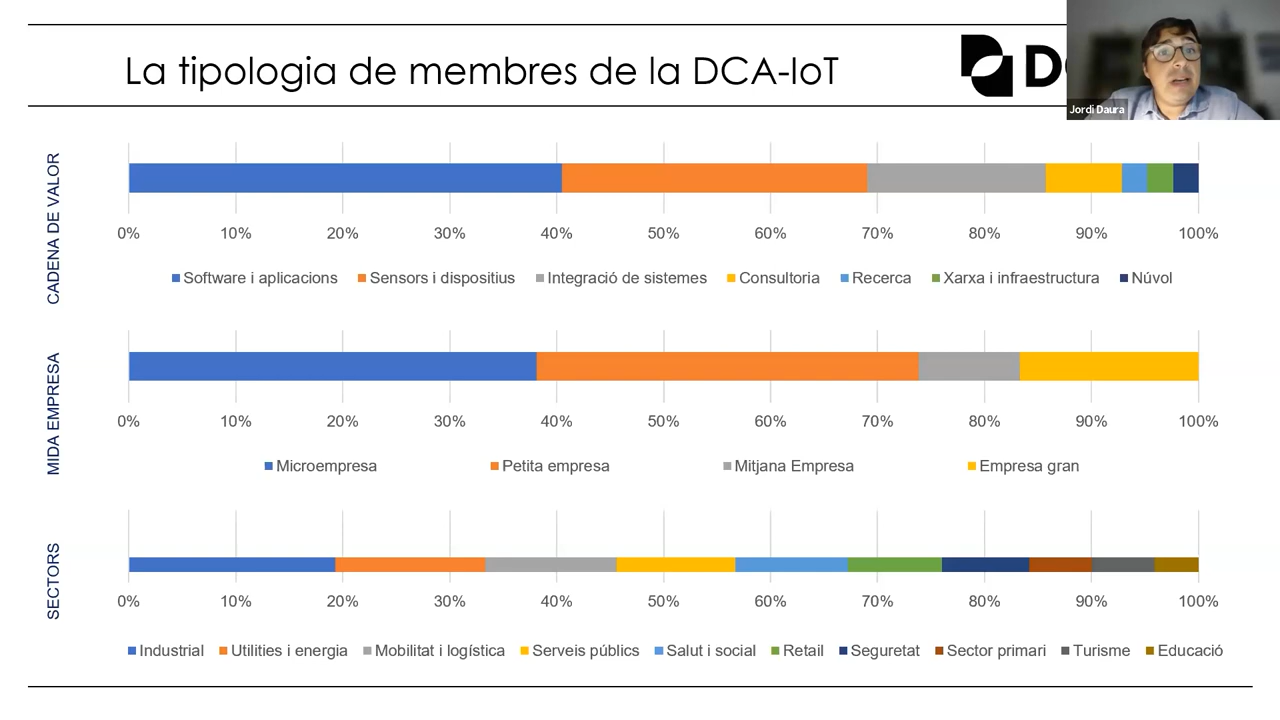 La tipologia de membres de la DCA-IoT
Jordi Daura
CADENA DE VALOR
0% 10% 20% 30% 40% 50% 60% 70% 80% 90% 100%
Software i aplicacions Sensors i dispositius Integració de sistemes Consultoria Recerca Xarxa i infraestructura Núvol
MIDA EMPRESA
0% 10% 20% 30% 40% 50% 60% 70% 80% 90% 100%
Microempresa Petita empresa Mitjana Empresa Empresa gran
SECTORS
0% 10% 20% 30% 40% 50% 60% 70% 80% 90% 100%
Industrial Utilities i energia Mobilitat i logística Serveis públics Salut i social Retail Seguretat Sector primari Turisme Educació